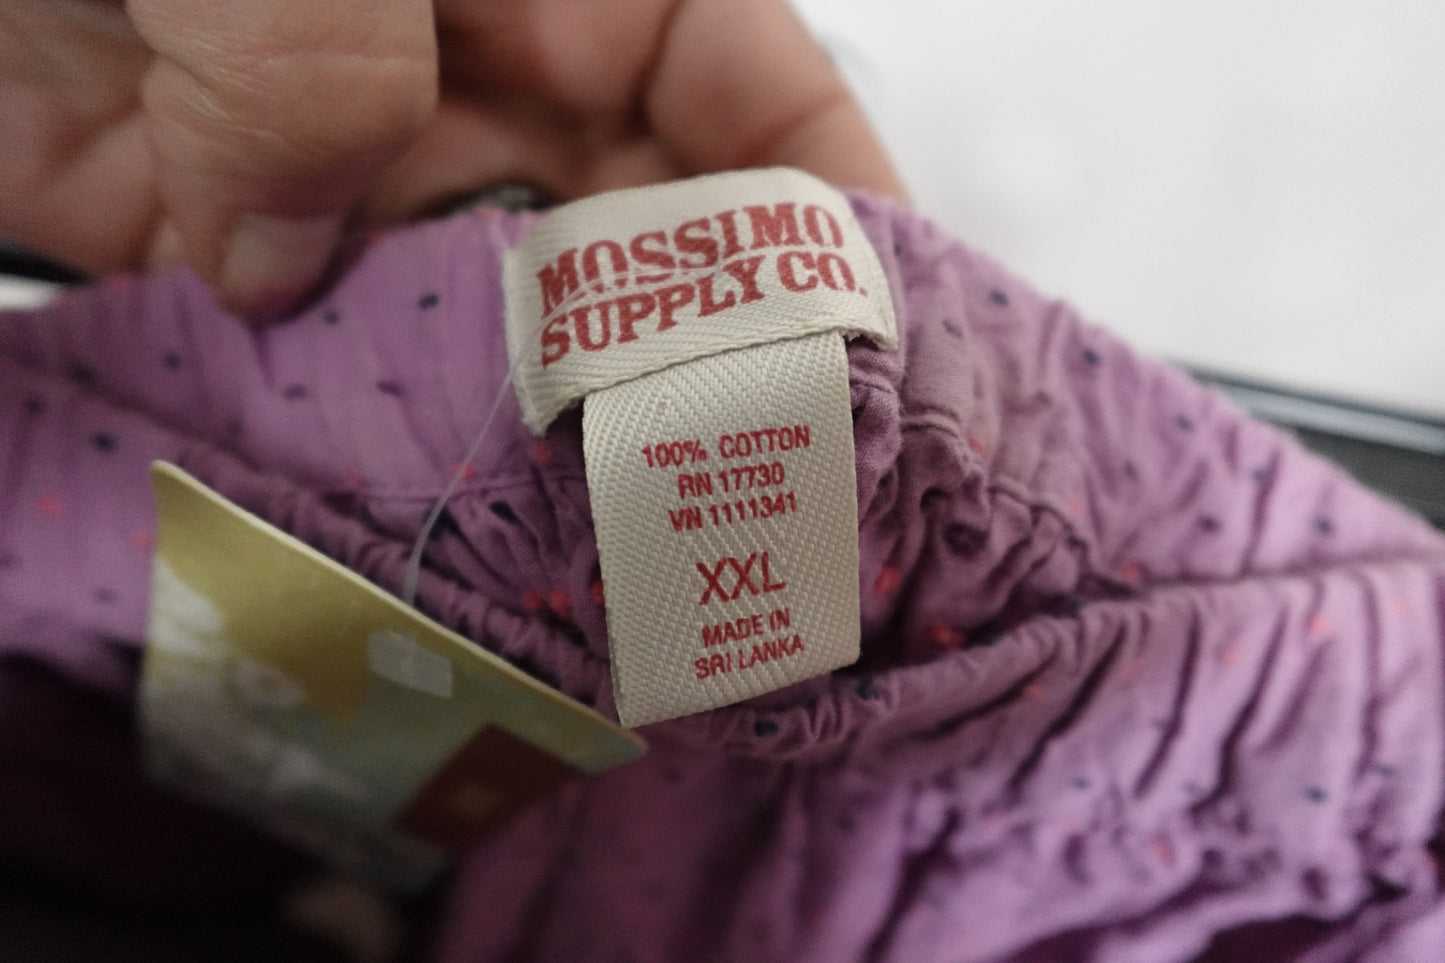 MOSSIMO
SUPPLY CO.
100% COTTON
RN 17730
VN 1111341
XXL
MADE IN
SRI LANKA